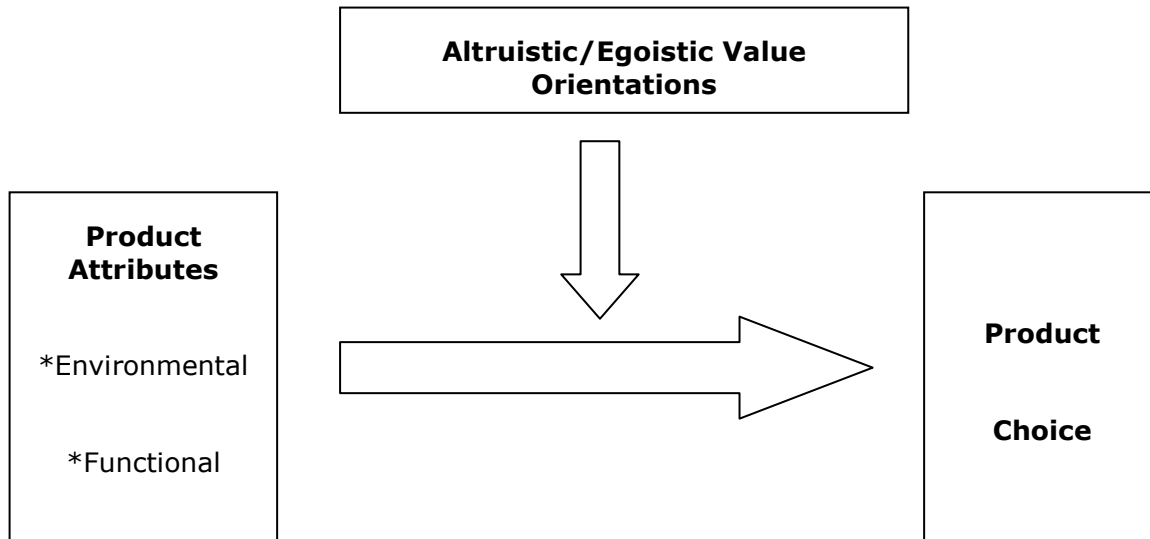 Altruistic/Egoistic Value
Orientations
Product
Attributes
*Environmental
*Functional
Product
Choice